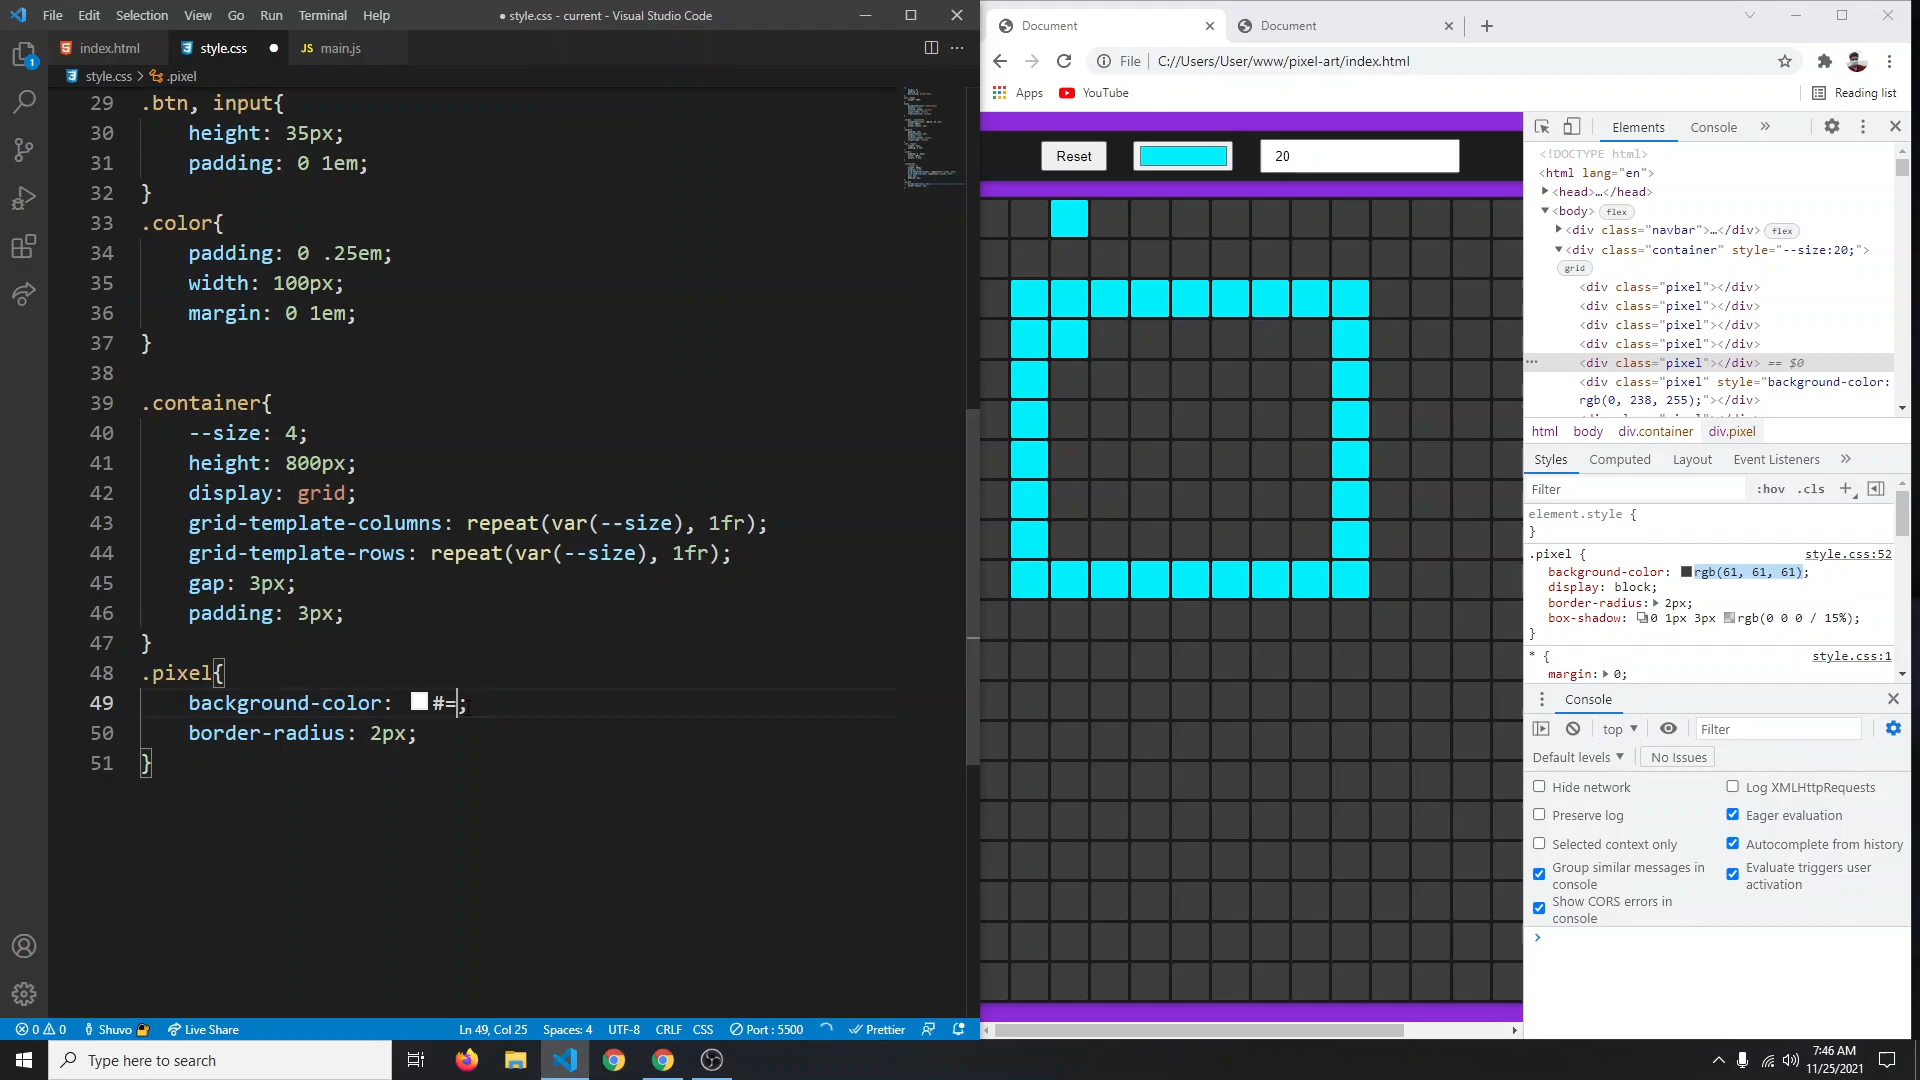 File Edit Selection View Go Run Terminal Help
● style.css - current - Visual Studio Code
index.html style.css main.js
style.css > .pixel
29 .btn, input{
30 height: 35px;
31 padding: 0 1em;
32 }
33 .color{
34 padding: 0 .25em;
35 width: 100px;
36 margin: 0 1em;
37 }
38
39 .container{
40 --size: 4;
41 height: 800px;
42 display: grid;
43 grid-template-columns: repeat(var(--size), 1fr);
44 grid-template-rows: repeat(var(--size), 1fr);
45 gap: 3px;
46 padding: 3px;
47 }
48 .pixel{
49 background-color: #=;
50 border-radius: 2px;
51 }
0 0 Shuvo Live Share Ln 49, Col 25 Spaces: 4 UTF-8 CRLF CSS Port : 5500 Prettier
Document Document
File C://Users/User/www/pixel-art/index.html
Apps YouTube Reading list
Reset 20
Elements Console
<!DOCTYPE html>
<html lang="en">
<head>…</head>
<body> flex
<div class="navbar">…</div> flex
<div class="container" style="--size:20;">
grid
<div class="pixel"></div>
<div class="pixel"></div>
<div class="pixel"></div>
<div class="pixel"></div>
<div class="pixel"></div> == $0
<div class="pixel" style="background-color:
rgb(0, 238, 255);"></div>
html body div.container div.pixel
Styles Computed Layout Event Listeners
Filter :hov .cls
element.style {
}
.pixel { style.css:52
background-color: rgb(61, 61, 61);
display: block;
border-radius: 2px;
box-shadow: 0 1px 3px rgb(0 0 0 / 15%);
}
* { style.css:1
margin: 0;
Console
top Filter
Default levels No Issues
Hide network Log XMLHttpRequests
Preserve log Eager evaluation
Selected context only Autocomplete from history
Group similar messages in console Evaluate triggers user activation
Show CORS errors in console
Type here to search
7:46 AM
11/25/2021